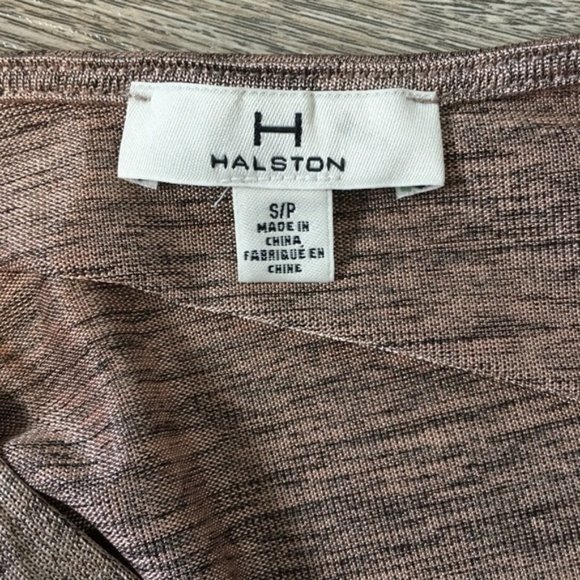 H
HALSTON
S/P
MADE IN
CHINA
FABRIQUÉ EN
CHINE